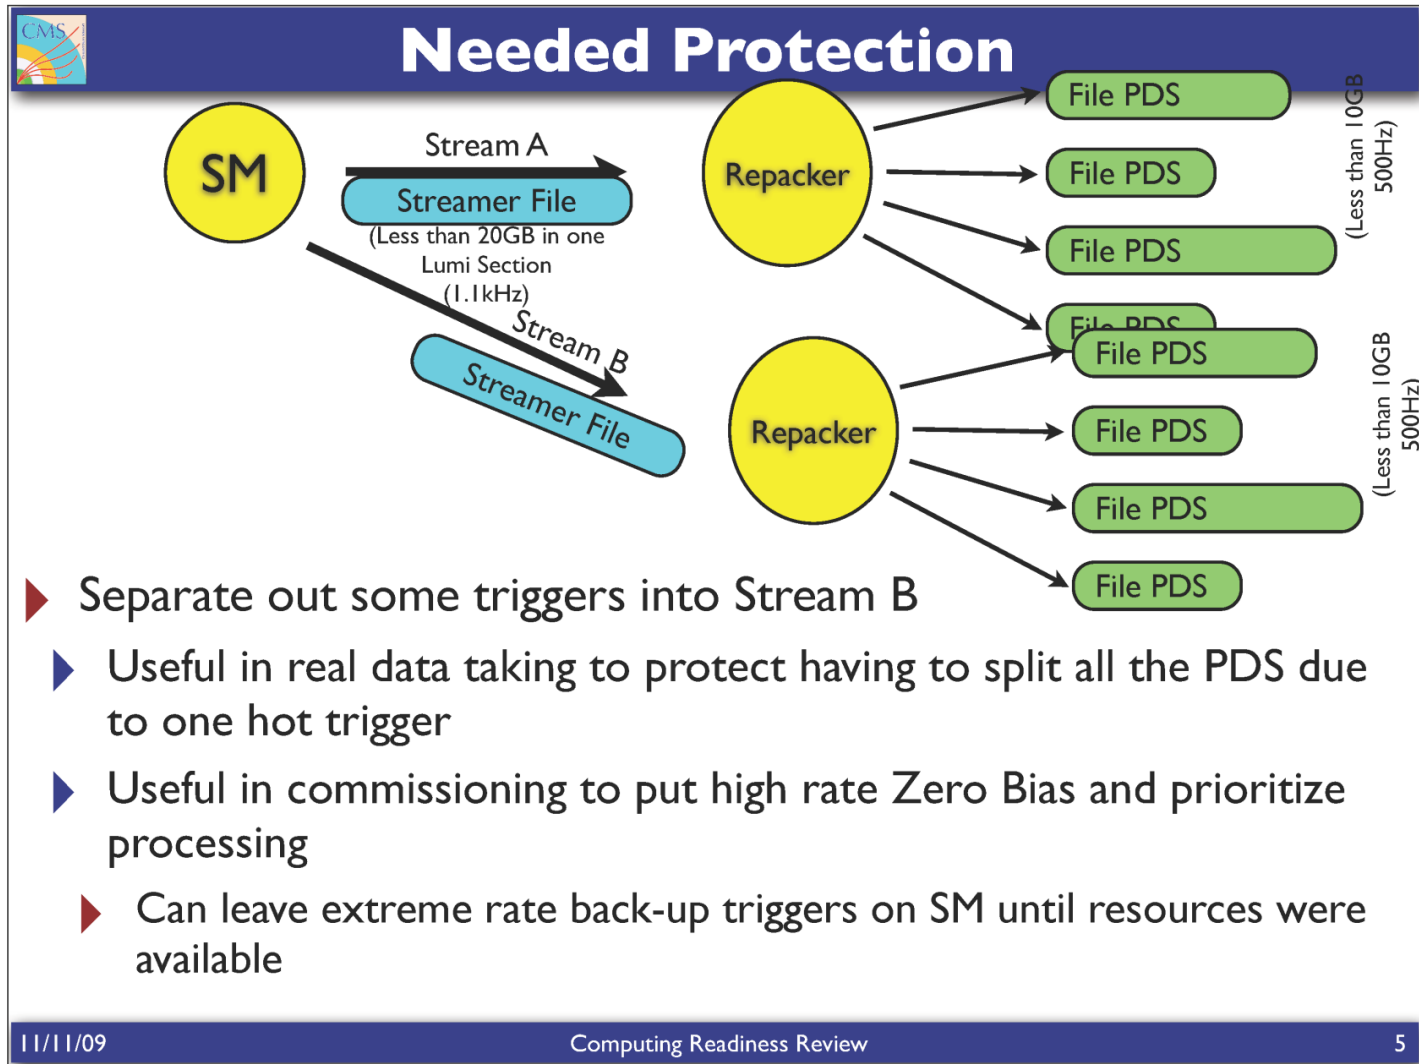 CMS
Needed Protection
SM
Stream A
Streamer File
(Less than 20GB in one
Lumi Section
(1.1kHz)
Stream B
Streamer File
Repacker
File PDS
File PDS
File PDS
File PDS
(Less than 10GB
500Hz)
Repacker
File PDS
File PDS
File PDS
File PDS
(Less than 10GB
500Hz)
Separate out some triggers into Stream B
Useful in real data taking to protect having to split all the PDS due
to one hot trigger
Useful in commissioning to put high rate Zero Bias and prioritize
processing
Can leave extreme rate back-up triggers on SM until resources were
available
11/11/09
Computing Readiness Review
5